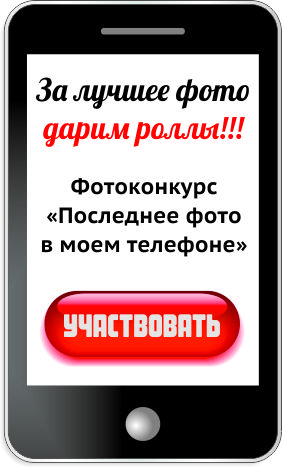 За лучшее фото
дарим роллы!!!
Фотоконкурс
«Последнее фото
в моем телефоне»
УЧАСТВОВАТЬ